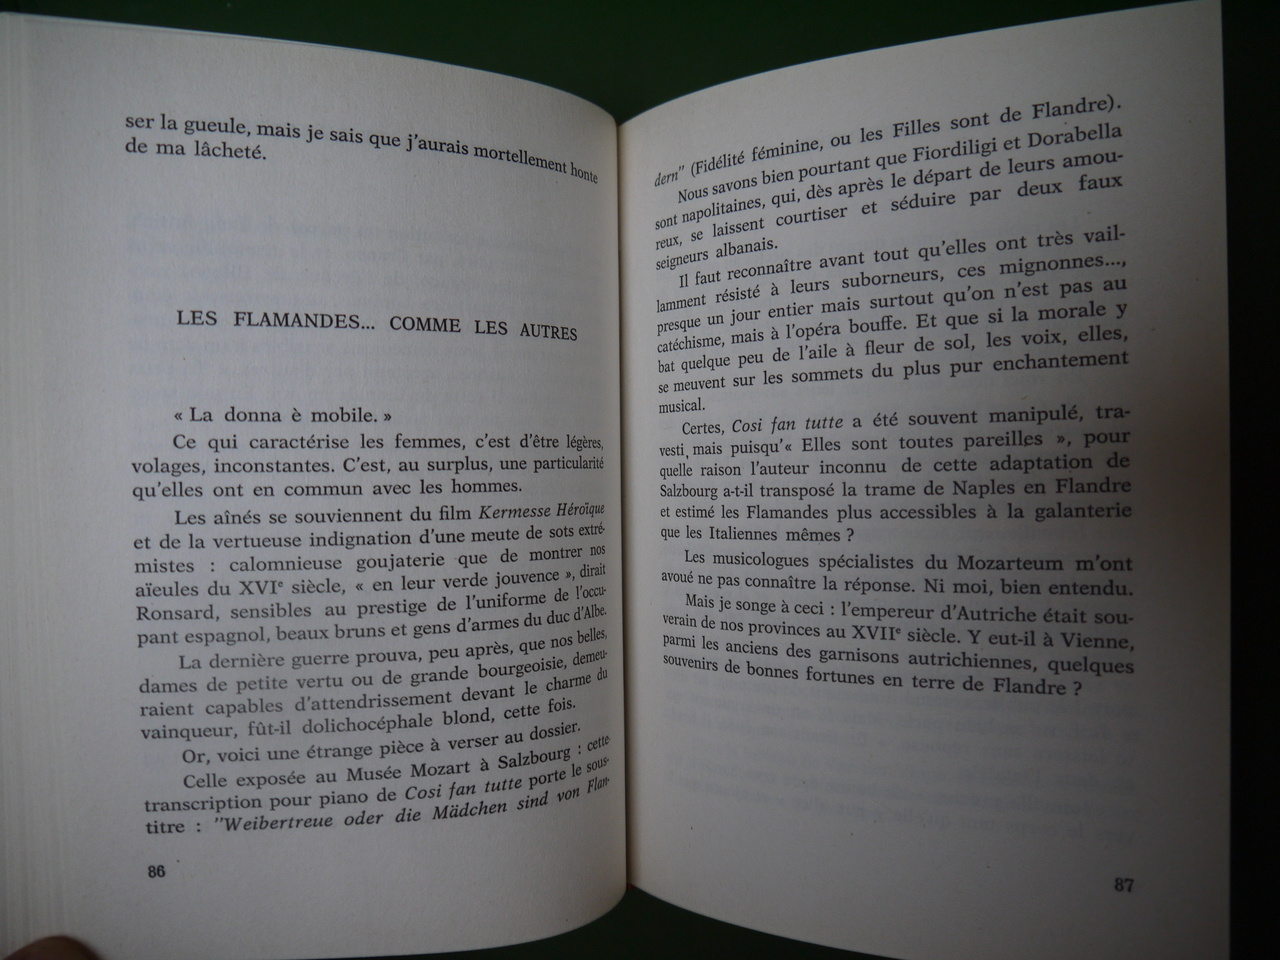 ser la gueule, mais je sais que j'aurais mortellement honte
de ma lâcheté.
LES FLAMANDES... COMME LES AUTRES
« La donna è mobile. »
Ce qui caractérise les femmes, c'est d'être légères,
volages, inconstantes. C'est, au surplus, une particularité
qu'elles ont en commun avec les hommes.
Les aînés se souviennent du film Kermesse Héroïque
et de la vertueuse indignation d'une meute de sots extré-
mistes : calomnieuse goujaterie que de montrer nos
aïeules du XVIe siècle, « en leur verde jouvence », dirait
Ronsard, sensibles au prestige de l'uniforme de l'occu-
pant espagnol, beaux bruns et gens d'armes du duc d'Albe.
La dernière guerre prouva, peu après, que nos belles,
dames de petite vertu ou de grande bourgeoisie, demeu-
raient capables d'attendrissement devant le charme du
vainqueur, fût-il dolichocéphale blond, cette fois.
Or, voici une étrange pièce à verser au dossier.
Celle exposée au Musée Mozart à Salzbourg : cette
transcription pour piano de Cosi fan tutte porte le sous-
titre : "Weibertreue oder die Mädchen sind von Flan-
86
dern" (Fidélité féminine, ou les Filles sont de Flandre).
Nous savons bien pourtant que Fiordiligi et Dorabella
sont napolitaines, qui, dès après le départ de leurs amou-
reux, se laissent courtiser et séduire par deux faux
seigneurs albanais.
Il faut reconnaître avant tout qu'elles ont très vail-
lamment résisté à leurs suborneurs, ces mignonnes...,
presque un jour entier mais surtout qu'on n'est pas au
catéchisme, mais à l'opéra bouffe. Et que si la morale y
bat quelque peu de l'aile à fleur de sol, les voix, elles,
se meuvent sur les sommets du plus pur enchantement
musical.
Certes, Cosi fan tutte a été souvent manipulé, tra-
vesti, mais puisqu'« Elles sont toutes pareilles », pour
quelle raison l'auteur inconnu de cette adaptation de
Salzbourg a-t-il transposé la trame de Naples en Flandre
et estimé les Flamandes plus accessibles à la galanterie
que les Italiennes mêmes ?
Les musicologues spécialistes du Mozarteum m'ont
avoué ne pas connaître la réponse. Ni moi, bien entendu.
Mais je songe à ceci : l'empereur d'Autriche était sou-
verain de nos provinces au XVIIe siècle. Y eut-il à Vienne,
parmi les anciens des garnisons autrichiennes, quelques
souvenirs de bonnes fortunes en terre de Flandre ?
87